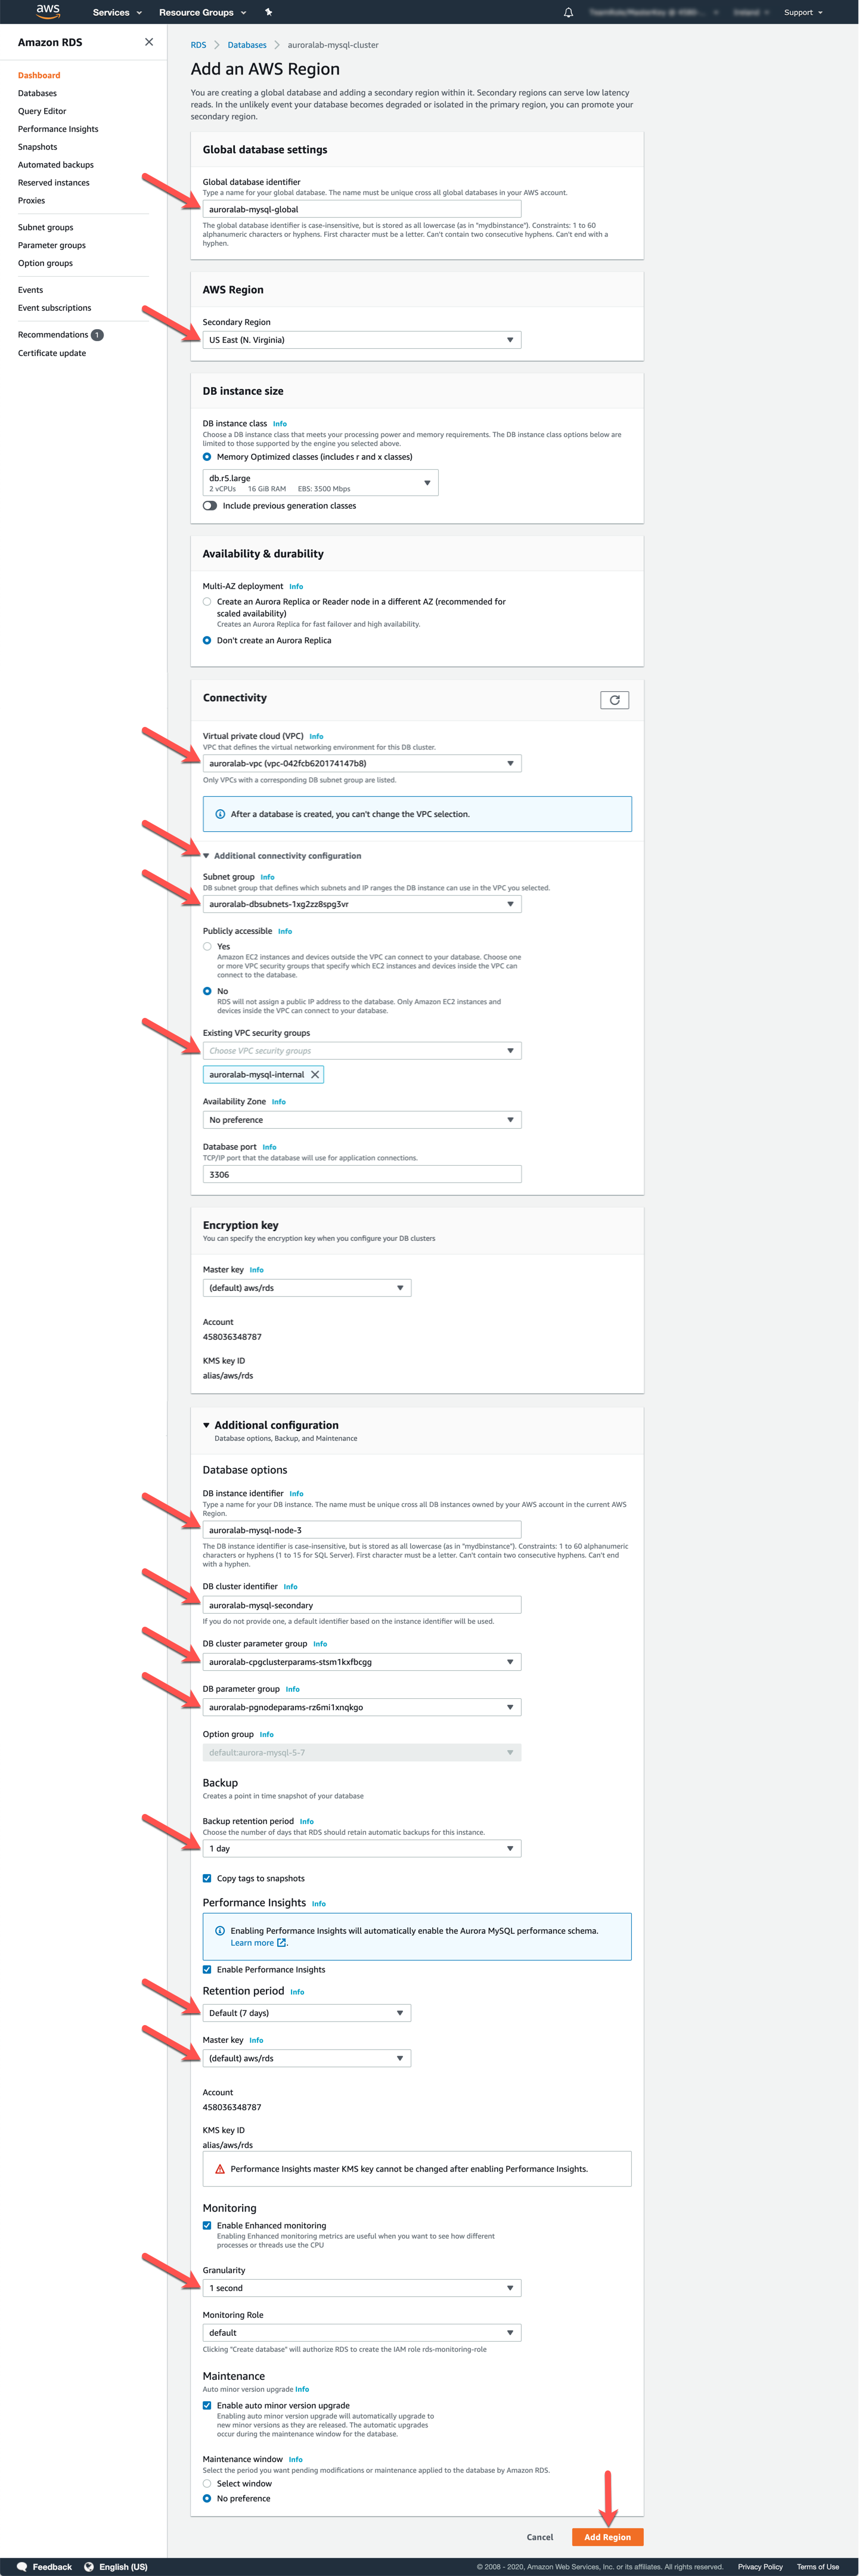 aws
Services
Resource Groups
Support
Amazon RDS
Dashboard
Databases
Query Editor
Performance Insights
Snapshots
Automated backups
Reserved instances
Proxies
Subnet groups
Parameter groups
Option groups
Events
Event subscriptions
Recommendations 1
Certificate update
RDS > Databases > auroralab-mysql-cluster
Add an AWS Region
You are creating a global database and adding a secondary region within it. Secondary regions can serve low latency
reads. In the unlikely event your database becomes degraded or isolated in the primary region, you can promote your
secondary region.
Global database settings
Global database identifier
Type a name for your global database. The name must be unique cross all global databases in your AWS account.
auroralab-mysql-global
The global database identifier is case-insensitive, but is stored as all lowercase (as in "mydbinstance"). Constraints: 1 to 60
alphanumeric characters or hyphens. First character must be a letter. Can't contain two consecutive hyphens. Can't end with a
hyphen.
AWS Region
Secondary Region
US East (N. Virginia)
DB instance size
DB instance class Info
Choose a DB instance class that meets your processing power and memory requirements. The DB instance class options below are
limited to those supported by the engine you selected above.
Memory Optimized classes (includes r and x classes)
db.r5.large
2 vCPUs 16 GiB RAM EBS: 3500 Mbps
Include previous generation classes
Availability & durability
Multi-AZ deployment Info
Create an Aurora Replica or Reader node in a different AZ (recommended for
scaled availability)
Creates an Aurora Replica for fast failover and high availability.
Don't create an Aurora Replica
Connectivity
Virtual private cloud (VPC) Info
VPC that defines the virtual networking environment for this DB cluster.
auroralab-vpc (vpc-042fcb620174147b8)
Only VPCs with a corresponding DB subnet group are listed.
After a database is created, you can't change the VPC selection.
Additional connectivity configuration
Subnet group Info
DB subnet group that defines which subnets and IP ranges the DB instance can use in the VPC you selected.
auroralab-dbsubnets-1xg2zz8spg3vr
Publicly accessible Info
Yes
Amazon EC2 instances and devices outside the VPC can connect to your database. Choose one
or more VPC security groups that specify which EC2 instances and devices inside the VPC can
connect to the database.
No
RDS will not assign a public IP address to the database. Only Amazon EC2 instances and
devices inside the VPC can connect to your database.
Existing VPC security groups
Choose VPC security groups
auroralab-mysql-internal
Availability Zone Info
No preference
Database port Info
TCP/IP port that the database will use for application connections.
3306
Encryption key
You can specify the encryption key when you configure your DB clusters
Master key Info
(default) aws/rds
Account
458036348787
KMS key ID
alias/aws/rds
Additional configuration
Database options, Backup, and Maintenance
Database options
DB instance identifier Info
Type a name for your DB instance. The name must be unique cross all DB instances owned by your AWS account in the current AWS
Region.
auroralab-mysql-node-3
The DB instance identifier is case-insensitive, but is stored as all lowercase (as in "mydbinstance"). Constraints: 1 to 60 alphanumeric
characters or hyphens (1 to 15 for SQL Server). First character must be a letter. Can't contain two consecutive hyphens. Can't end
with a hyphen.
DB cluster identifier Info
auroralab-mysql-secondary
If you do not provide one, a default identifier based on the instance identifier will be used.
DB cluster parameter group Info
auroralab-cpgclusterparams-stsm1kxfbcgg
DB parameter group Info
auroralab-pgnodeparams-rz6mi1xnqkgo
Option group Info
default:aurora-mysql-5-7
Backup
Creates a point in time snapshot of your database
Backup retention period Info
Choose the number of days that RDS should retain automatic backups for this instance.
1 day
Copy tags to snapshots
Performance Insights Info
Enabling Performance Insights will automatically enable the Aurora MySQL performance schema.
Learn more .
Enable Performance Insights
Retention period Info
Default (7 days)
Master key Info
(default) aws/rds
Account
458036348787
KMS key ID
alias/aws/rds
Performance Insights master KMS key cannot be changed after enabling Performance Insights.
Monitoring
Enable Enhanced monitoring
Enabling Enhanced monitoring metrics are useful when you want to see how different
processes or threads use the CPU
Granularity
1 second
Monitoring Role
default
Clicking "Create database" will authorize RDS to create the IAM role rds-monitoring-role
Maintenance
Auto minor version upgrade Info
Enable auto minor version upgrade
Enabling auto minor version upgrade will automatically upgrade to
new minor versions as they are released. The automatic upgrades
occur during the maintenance window for the database.
Maintenance window Info
Select the period you want pending modifications or maintenance applied to the database by Amazon RDS.
Select window
No preference
Cancel
Add Region
Feedback
English (US)
© 2008 - 2020, Amazon Web Services, Inc. or its affiliates. All rights reserved.
Privacy Policy
Terms of Use